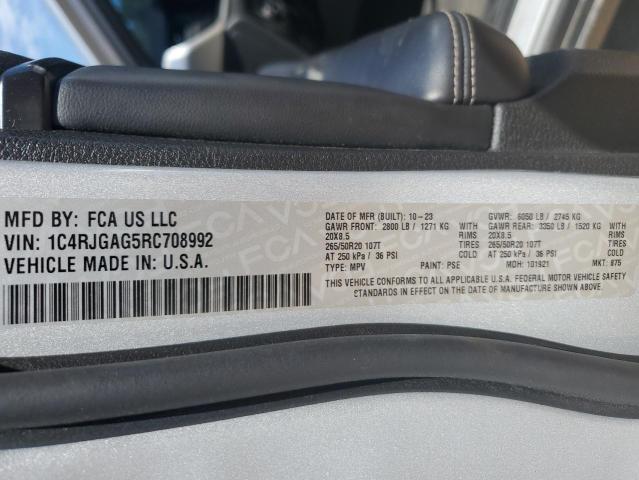 MFD BY: FCA US LLC
VIN: 1C4RJGAG5RC708992
VEHICLE MADE IN: U.S.A.
DATE OF MFR (BUILT): 10-23 GVWR: 6050 LB / 2745 KG
GAWR FRONT: 2800 LB / 1271 KG WITH GAWR REAR: 3350 LB / 1520 KG WITH
20X8.5 RIMS 20X8.5 RIMS
265/50R20 107T TIRES 265/50R20 107T TIRES
AT 250 kPa / 36 PSI COLD AT 250 kPa / 36 PSI COLD
TYPE: MPV PAINT: PSE MDH: 101921 MKT: 875
THIS VEHICLE CONFORMS TO ALL APPLICABLE U.S.A. FEDERAL MOTOR VEHICLE SAFETY
STANDARDS IN EFFECT ON THE DATE OF MANUFACTURE SHOWN ABOVE.